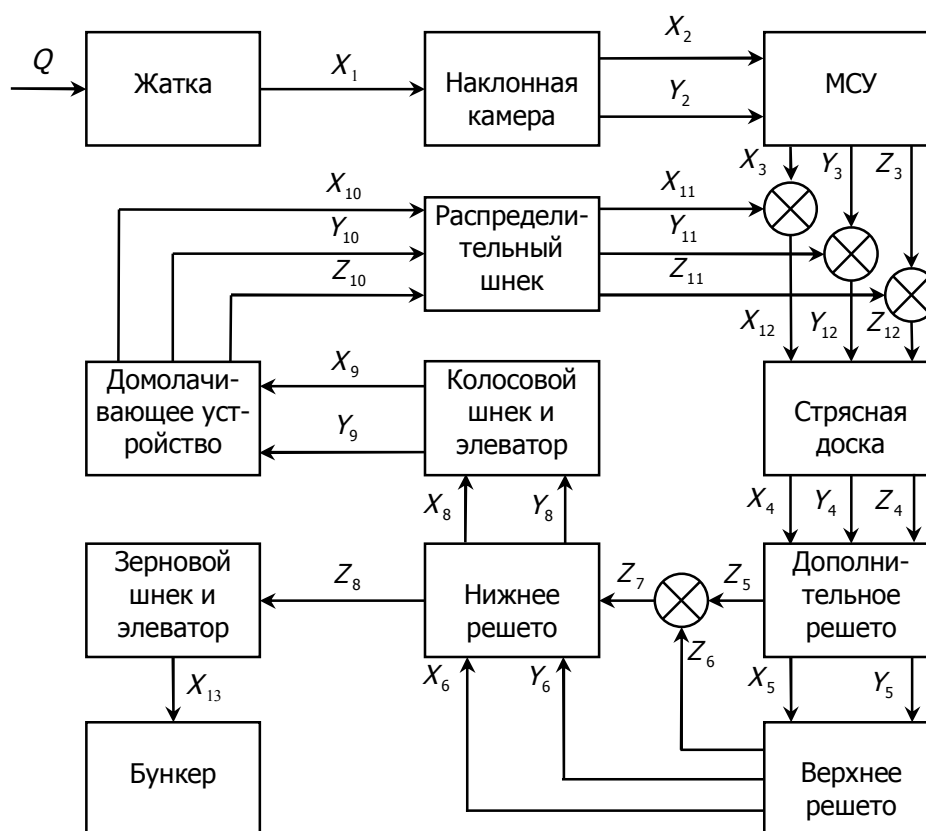 Q
Жатка
X₁
Наклонная
камера
X₂
Y₂
МСУ
X₃
Y₃
Z₃
X₁₀
Y₁₀
Z₁₀
Распредели-
тельный
шнек
X₁₁
Y₁₁
Z₁₁
X₁₂
Y₁₂
Z₁₂
Домолачи-
вающее уст-
ройство
X₉
Y₉
Колосовой
шнек и
элеватор
Стрясная
доска
X₈
Y₈
X₄
Y₄
Z₄
Зерновой
шнек и
элеватор
Z₈
Нижнее
решето
Z₇
Z₅
Дополни-
тельное
решето
Z₆
X₁₃
X₆
Y₆
X₅
Y₅
Бункер
Верхнее
решето